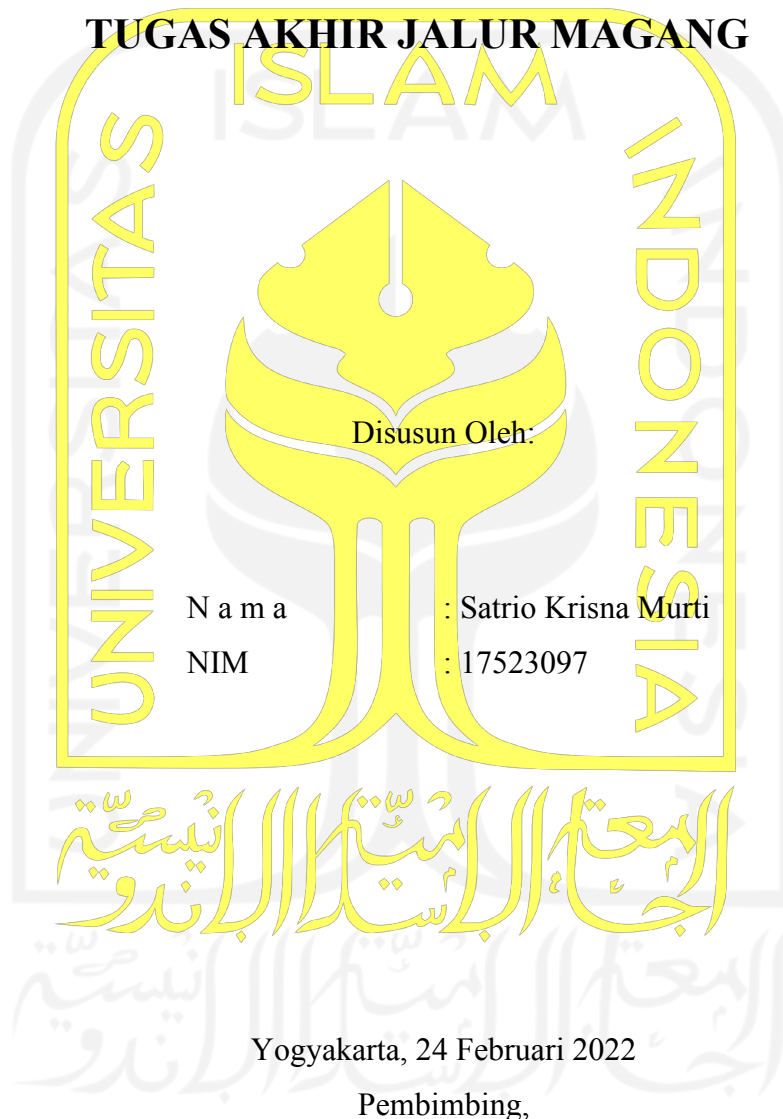 TUGAS AKHIR JALUR MAGANG
ISLAM
UNIVERSITAS
INDONESIA
Disusun Oleh:
N a m a : Satrio Krisna Murti
NIM : 17523097
الجامعة الإسلامية الإندونيسية
Yogyakarta, 24 Februari 2022
Pembimbing,